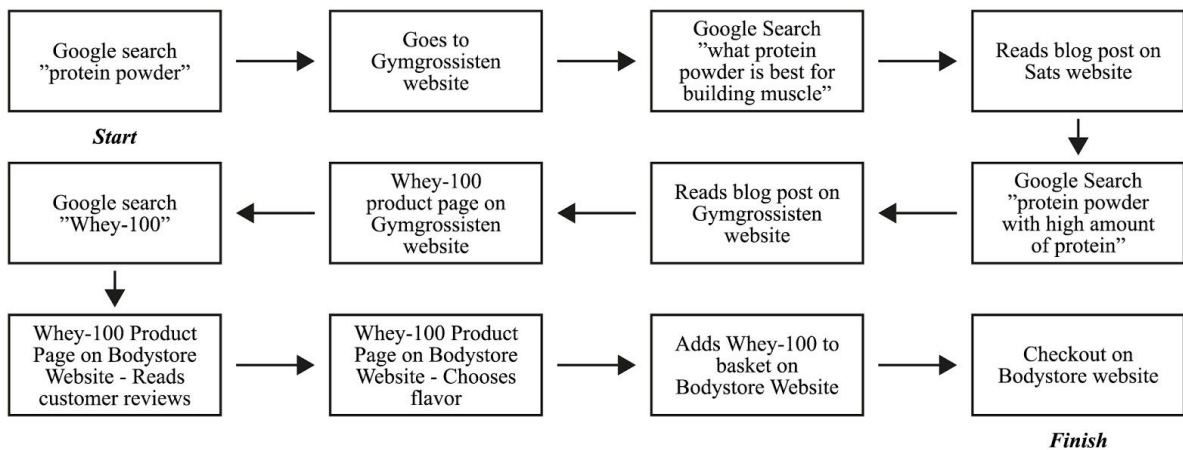 Google search
”protein powder”
Start
Goes to
Gymgrossisten
website
Google Search
”what protein
powder is best for
building muscle”
Reads blog post on
Sats website
Google Search
”protein powder
with high amount
of protein”
Reads blog post on
Gymgrossisten
website
Whey-100
product page on
Gymgrossisten
website
Google search
”Whey-100”
Whey-100 Product
Page on Bodystore
Website - Reads
customer reviews
Whey-100 Product
Page on Bodystore
Website - Chooses
flavor
Adds Whey-100 to
basket on
Bodystore Website
Checkout on
Bodystore website
Finish